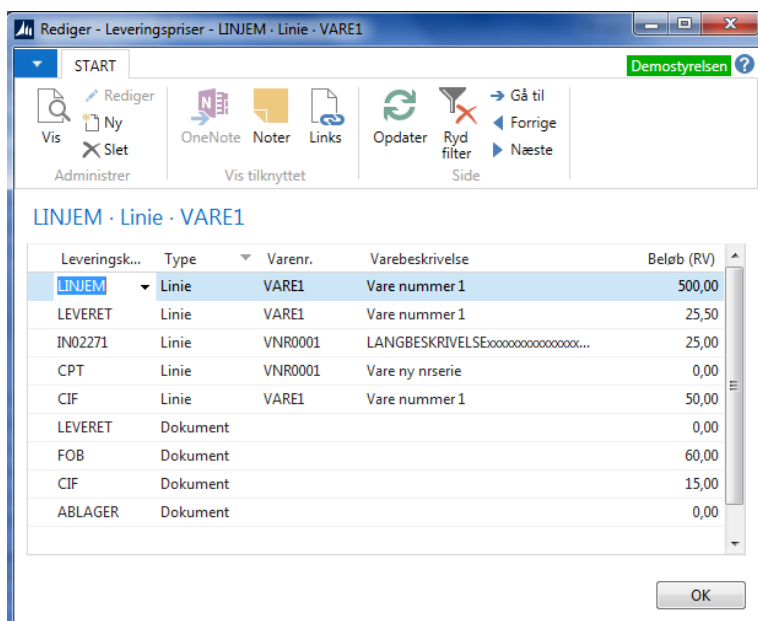 Rediger - Leveringspriser - LINJEM · Linie · VARE1
START
Demostyrelsen
Vis
Rediger
Ny
Slet
Administrer
OneNote
Noter
Links
Vis tilknyttet
Opdater
Ryd filter
Gå til
Forrige
Næste
Side
LINJEM · Linie · VARE1
Leveringsk... Type Varenr. Varebeskrivelse Beløb (RV)
LINJEM Linie VARE1 Vare nummer 1 500,00
LEVERET Linie VARE1 Vare nummer 1 25,50
IN02271 Linie VNR0001 LANGBESKRIVELSExxxxxxxxxxxxxxx... 25,00
CPT Linie VNR0001 Vare ny nrserie 0,00
CIF Linie VARE1 Vare nummer 1 50,00
LEVERET Dokument 0,00
FOB Dokument 60,00
CIF Dokument 15,00
ABLAGER Dokument 0,00
OK